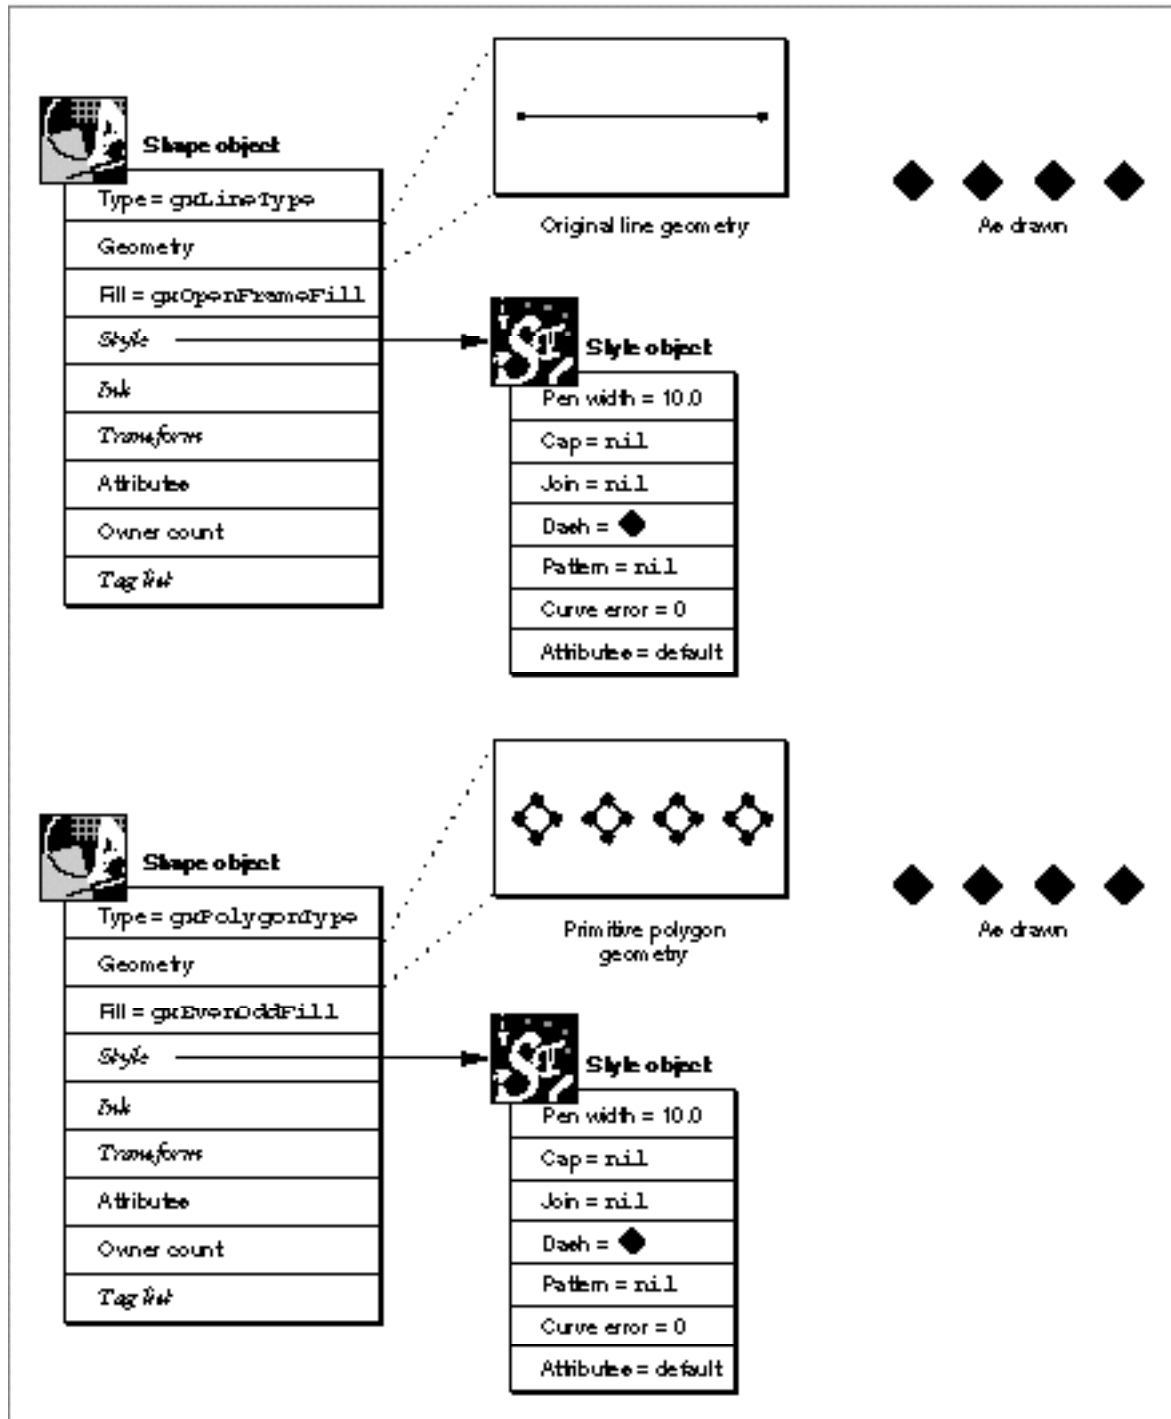 Shape object
Type = gxLineType
Geometry
Fill = gxOpenFrameFill
Style
Ink
Transform
Attributes
Owner count
Tag list
Original line geometry
As drawn
Style object
Pen width = 10.0
Cap = nil
Join = nil
Dash =
Pattern = nil
Curve error = 0
Attributes = default
Shape object
Type = gxPolygonType
Geometry
Fill = gxEvenOddFill
Style
Ink
Transform
Attributes
Owner count
Tag list
Primitive polygon
geometry
As drawn
Style object
Pen width = 10.0
Cap = nil
Join = nil
Dash =
Pattern = nil
Curve error = 0
Attributes = default